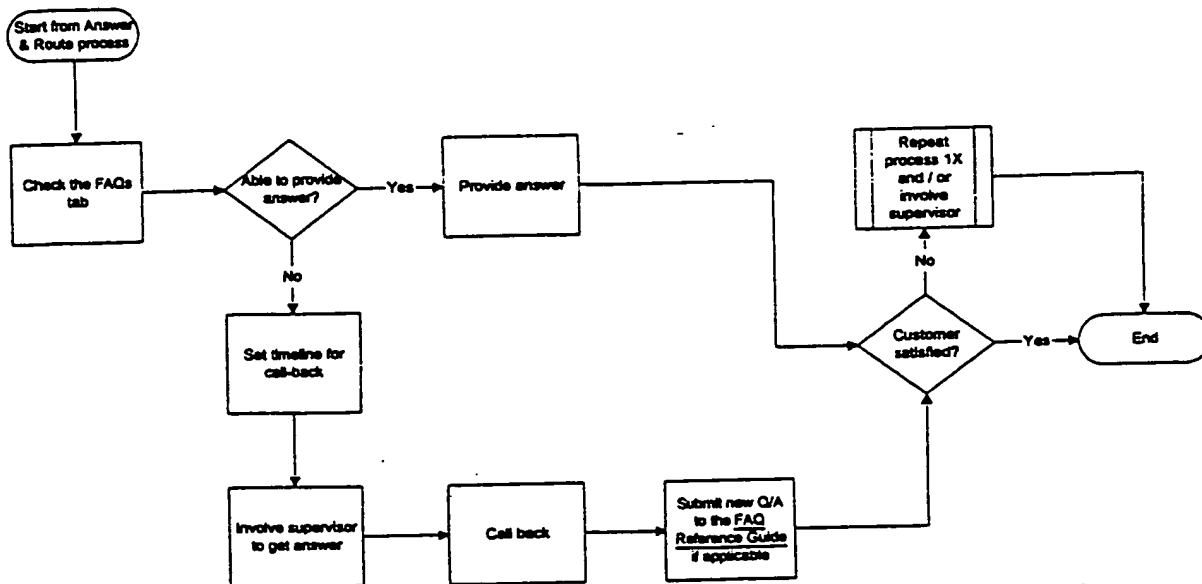 Start from Answer
& Route process
Check the FAQs
tab
Able to provide
answer?
Yes
Provide answer
No
Set timeline for
call-back
Involve supervisor
to get answer
Call back
Submit new Q/A
to the FAQ
Reference Guide
if applicable
Repeat
process 1X
and / or
involve
supervisor
No
Customer
satisfied?
Yes
End